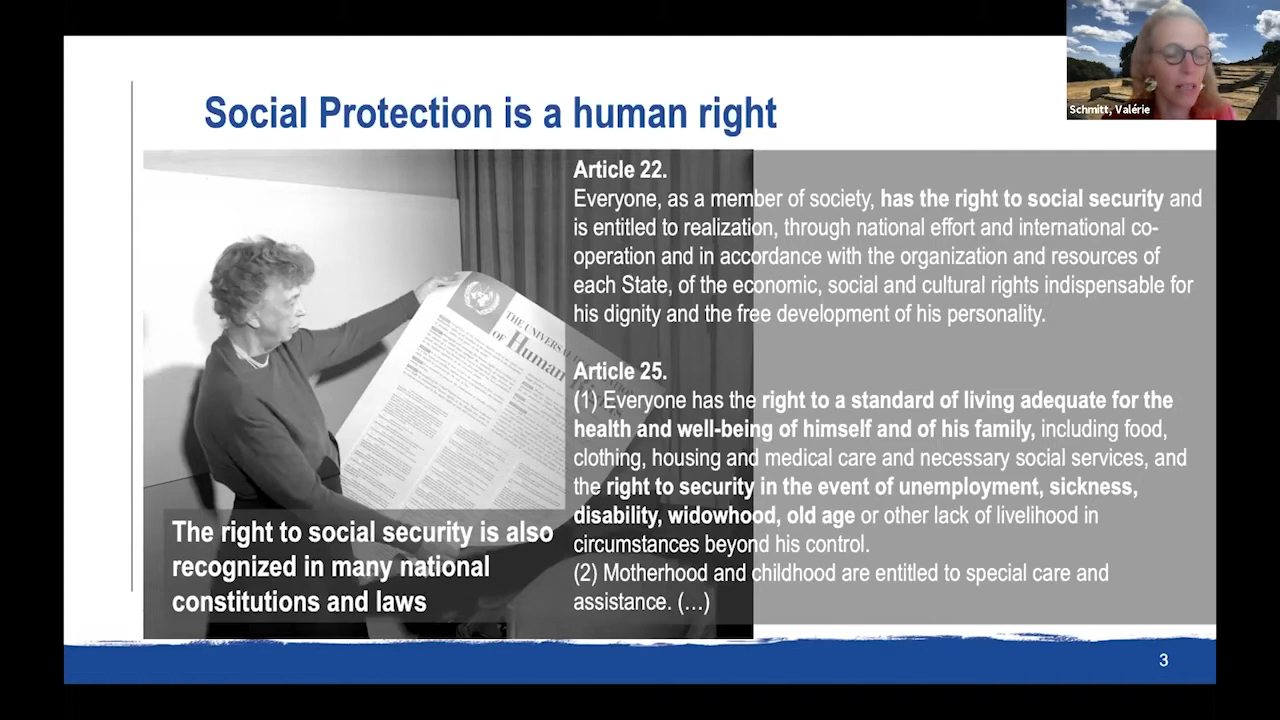 Schmitt, Valérie
Social Protection is a human right
Article 22.
Everyone, as a member of society, has the right to social security and
is entitled to realization, through national effort and international co-
operation and in accordance with the organization and resources of
each State, of the economic, social and cultural rights indispensable for
his dignity and the free development of his personality.
Article 25.
(1) Everyone has the right to a standard of living adequate for the
health and well-being of himself and of his family, including food,
clothing, housing and medical care and necessary social services, and
the right to security in the event of unemployment, sickness,
disability, widowhood, old age or other lack of livelihood in
circumstances beyond his control.
(2) Motherhood and childhood are entitled to special care and
assistance. (…)
THE UNIVERSAL
OF Human
The right to social security is also
recognized in many national
constitutions and laws
3